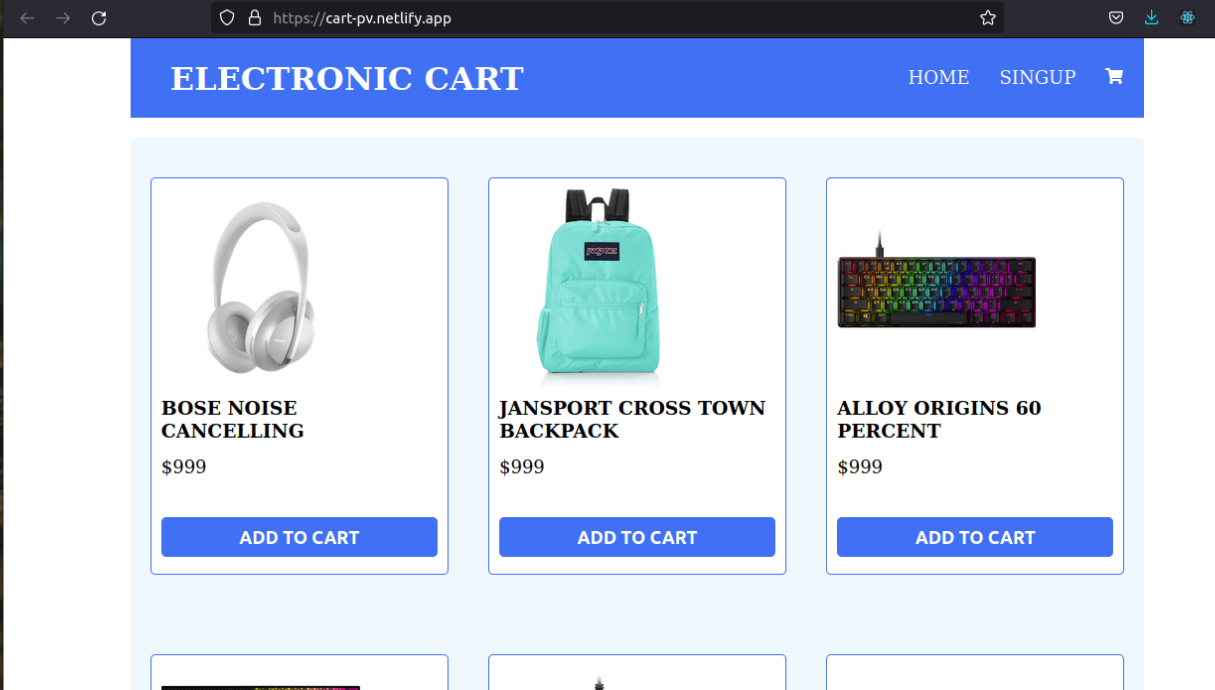 https://cart-pv.netlify.app
ELECTRONIC CART
HOME SINGUP
JANSPORT
BOSE NOISE
CANCELLING
$999
ADD TO CART
JANSPORT CROSS TOWN
BACKPACK
$999
ADD TO CART
ALLOY ORIGINS 60
PERCENT
$999
ADD TO CART